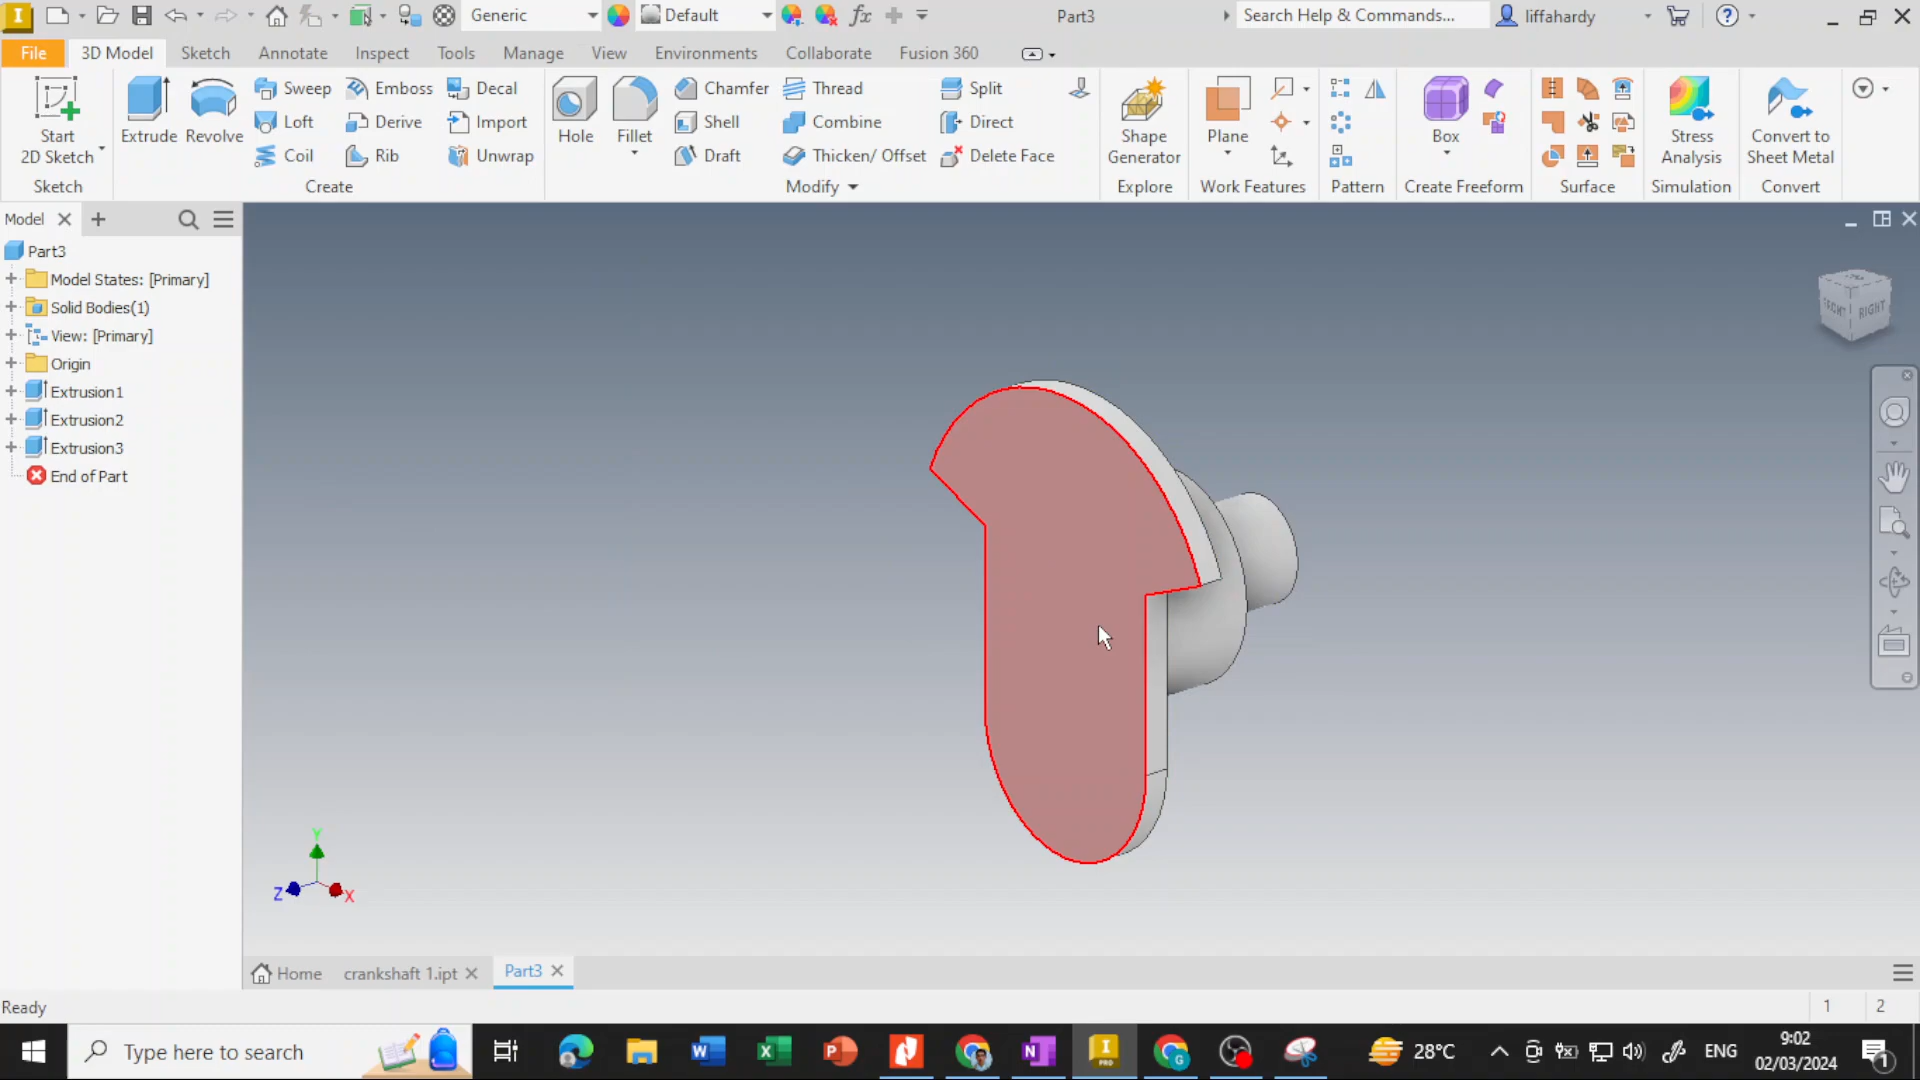 Generic
Default
fx
Part3
Search Help & Commands...
liffahardy
File
3D Model
Sketch
Annotate
Inspect
Tools
Manage
View
Environments
Collaborate
Fusion 360
Start
2D Sketch
Sketch
Extrude
Revolve
Sweep
Loft
Coil
Emboss
Derive
Rib
Decal
Import
Unwrap
Create
Hole
Fillet
Chamfer
Shell
Draft
Thread
Combine
Thicken/ Offset
Split
Direct
Delete Face
Modify
Shape
Generator
Explore
Plane
Work Features
Pattern
Box
Create Freeform
Surface
Stress
Analysis
Simulation
Convert to
Sheet Metal
Convert
Model
Part3
Model States: [Primary]
Solid Bodies(1)
View: [Primary]
Origin
Extrusion1
Extrusion2
Extrusion3
End of Part
FRONT
RIGHT
Y
Z
X
Home
crankshaft 1.ipt
Part3
Ready
1
2
Type here to search
28°C
ENG
9:02
02/03/2024
1